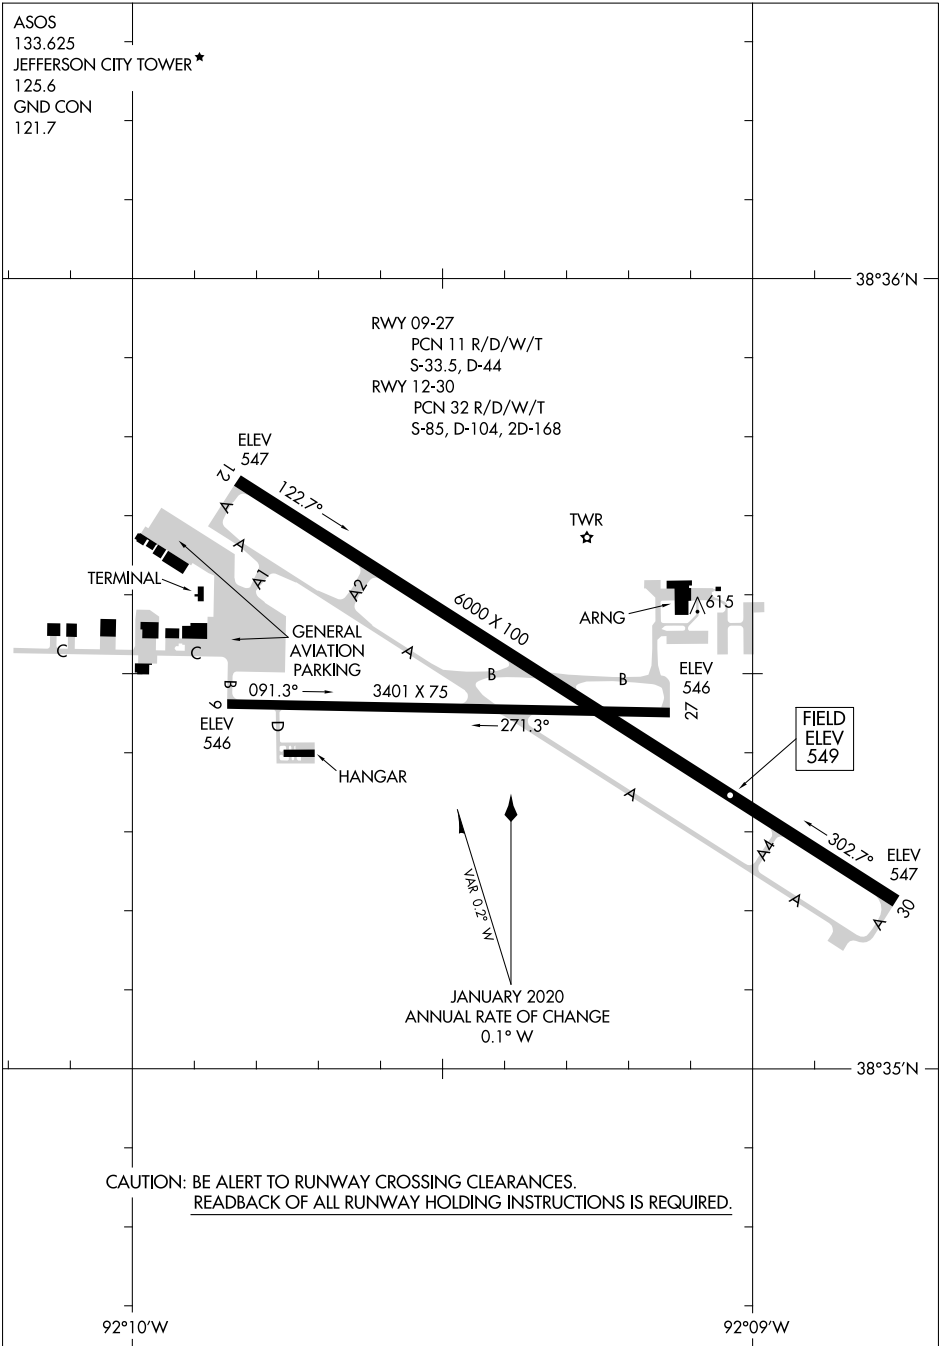 ASOS
133.625
JEFFERSON CITY TOWER
125.6
GND CON
121.7
38°36'N
RWY 09-27
PCN 11 R/D/W/T
S-33.5, D-44
RWY 12-30
PCN 32 R/D/W/T
S-85, D-104, 2D-168
ELEV
547
12
122.7°
A
A
A1
A2
TWR
6000 X 100
TERMINAL
GENERAL
AVIATION
PARKING
ARNG
615
C
C
A
B
B
B
ELEV
546
27
091.3°
3401 X 75
271.3°
9
ELEV
546
D
HANGAR
FIELD
ELEV
549
A
A4
302.7°
ELEV
547
30
A
A
VAR 0.2° W
JANUARY 2020
ANNUAL RATE OF CHANGE
0.1° W
38°35'N
CAUTION: BE ALERT TO RUNWAY CROSSING CLEARANCES.
READBACK OF ALL RUNWAY HOLDING INSTRUCTIONS IS REQUIRED.
92°10'W
92°09'W